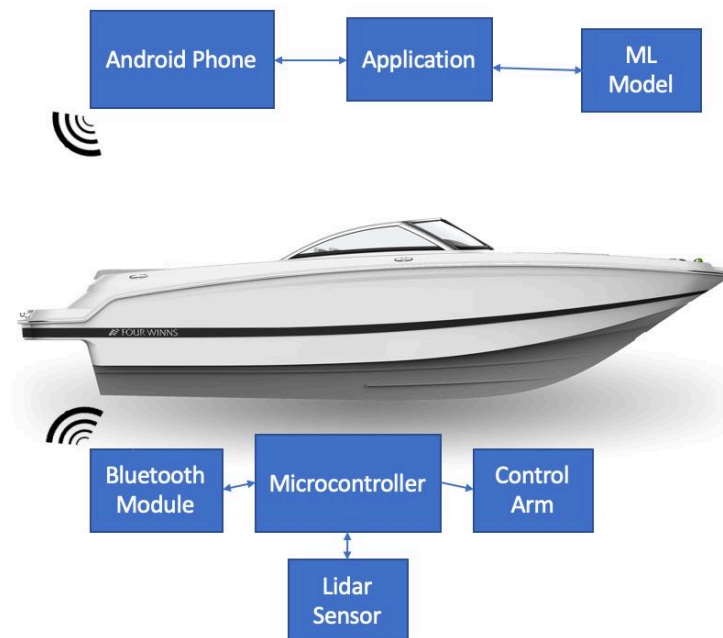 Android Phone
Application
ML
Model
FOUR WINNS
Bluetooth
Module
Microcontroller
Control
Arm
Lidar
Sensor